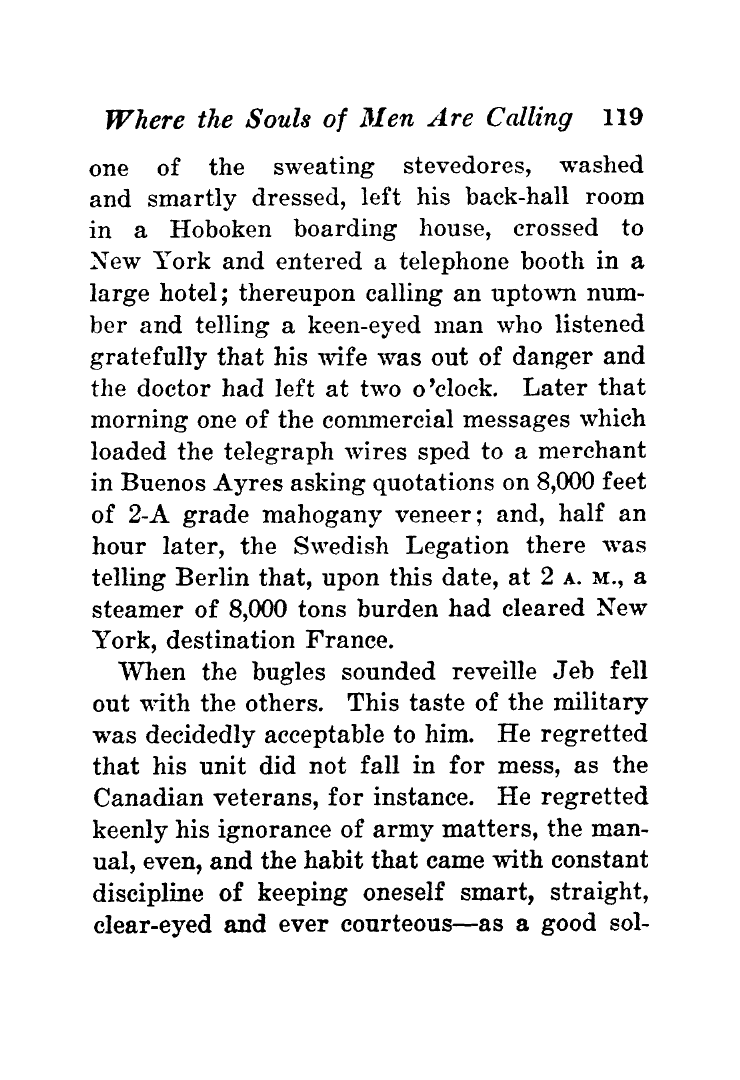 Where the Souls of Men Are Calling 119
one of the sweating stevedores, washed
and smartly dressed, left his back-hall room
in a Hoboken boarding house, crossed to
New York and entered a telephone booth in a
large hotel; thereupon calling an uptown num-
ber and telling a keen-eyed man who listened
gratefully that his wife was out of danger and
the doctor had left at two o'clock. Later that
morning one of the commercial messages which
loaded the telegraph wires sped to a merchant
in Buenos Ayres asking quotations on 8,000 feet
of 2-A grade mahogany veneer; and, half an
hour later, the Swedish Legation there was
telling Berlin that, upon this date, at 2 A. M., a
steamer of 8,000 tons burden had cleared New
York, destination France.
When the bugles sounded reveille Jeb fell
out with the others. This taste of the military
was decidedly acceptable to him. He regretted
that his unit did not fall in for mess, as the
Canadian veterans, for instance. He regretted
keenly his ignorance of army matters, the man-
ual, even, and the habit that came with constant
discipline of keeping oneself smart, straight,
clear-eyed and ever courteous—as a good sol-